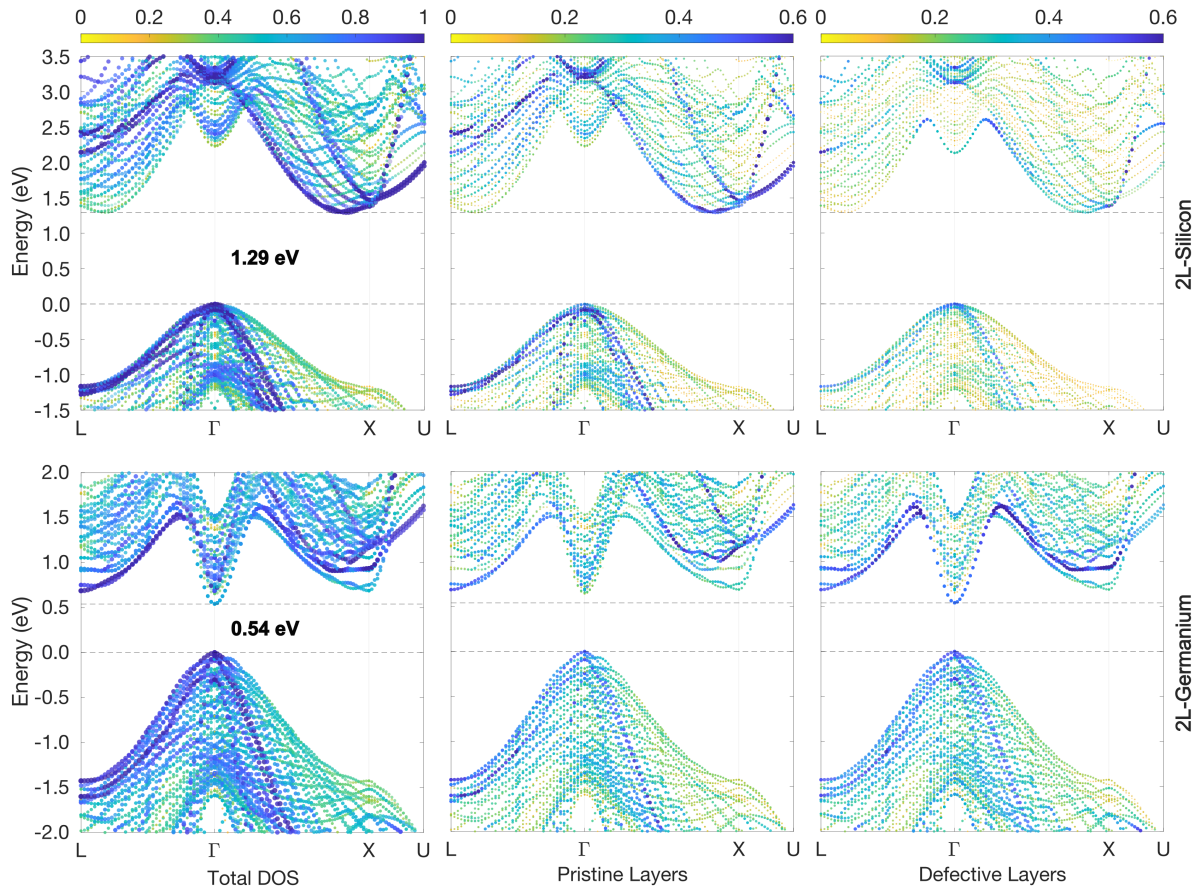 0 0.2 0.4 0.6 0.8 1
0 0.2 0.4 0.6
0 0.2 0.4 0.6
3.5
3.0
2.5
2.0
1.5
1.0
0.5
0.0
-0.5
-1.0
-1.5
Energy (eV)
1.29 eV
2L-Silicon
L Γ X U
L Γ X U
L Γ X U
2.0
1.5
1.0
0.5
0.0
-0.5
-1.0
-1.5
-2.0
Energy (eV)
0.54 eV
2L-Germanium
L Γ X U
L Γ X U
L Γ X U
Total DOS
Pristine Layers
Defective Layers